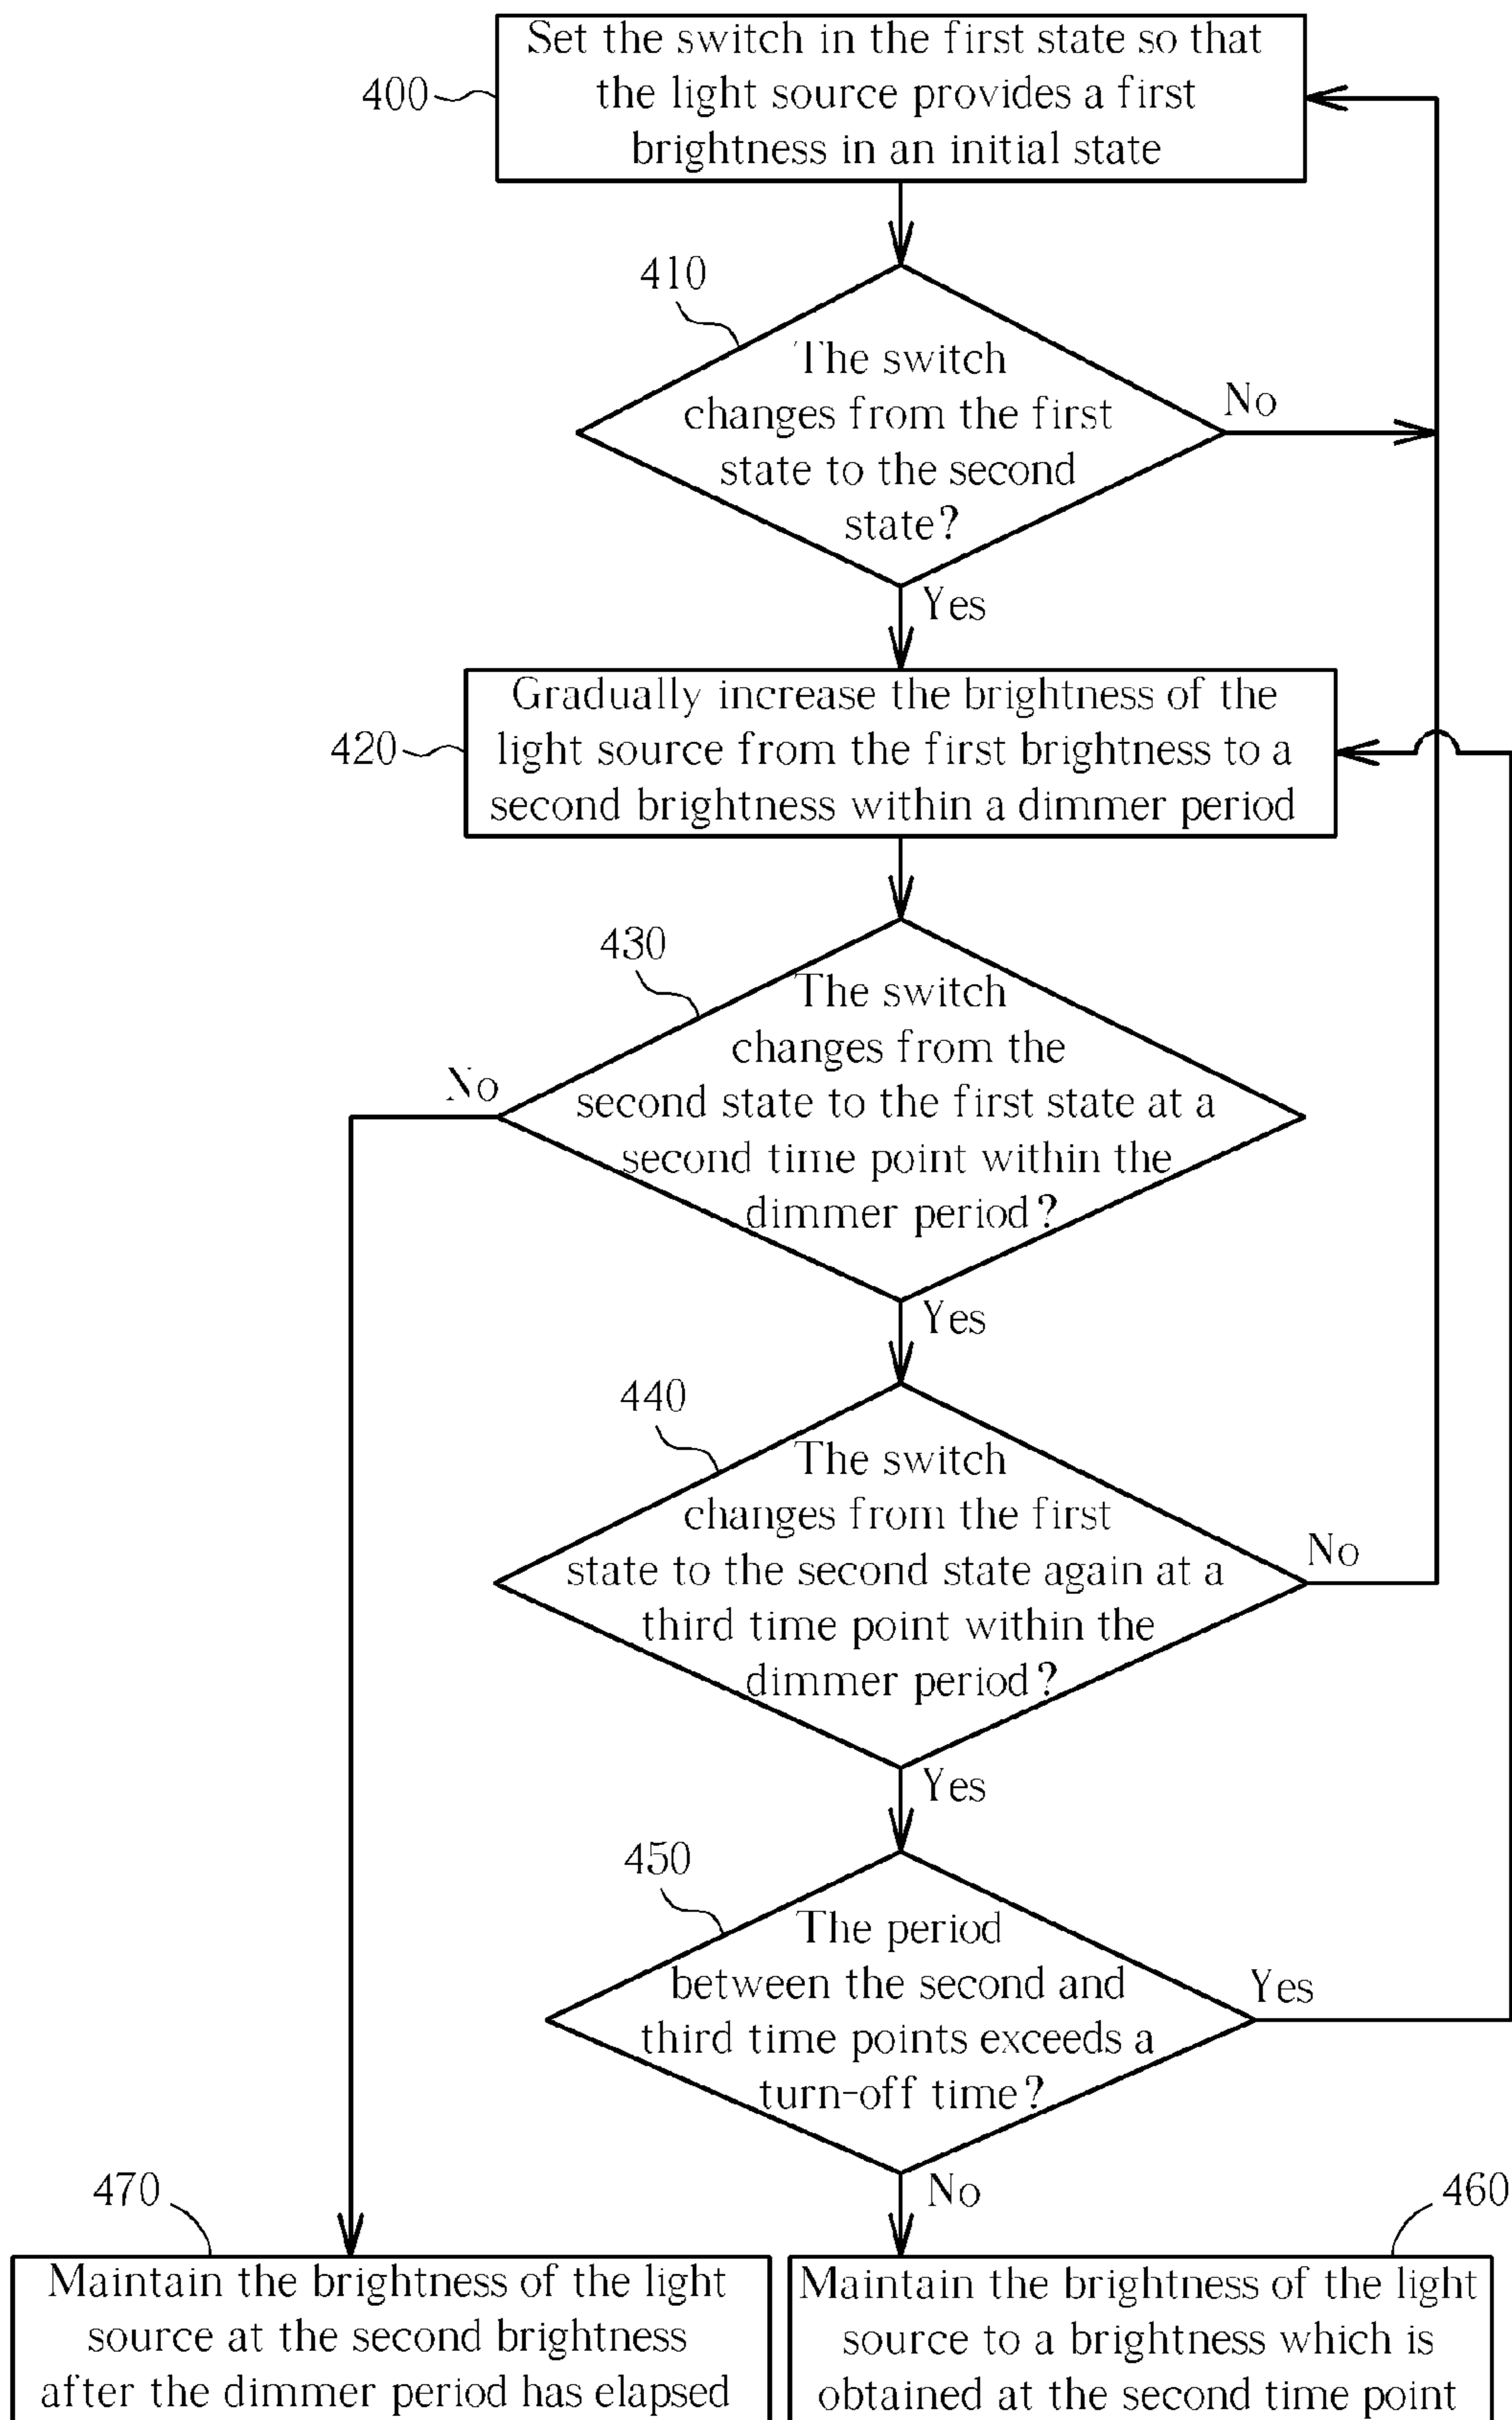 400
Set the switch in the first state so that
the light source provides a first
brightness in an initial state
410
The switch
changes from the first
state to the second
state?
No
Yes
420
Gradually increase the brightness of the
light source from the first brightness to a
second brightness within a dimmer period
430
The switch
changes from the
second state to the first state at a
second time point within the
dimmer period?
No
Yes
440
The switch
changes from the first
state to the second state again at a
third time point within the
dimmer period?
No
Yes
450
The period
between the second and
third time points exceeds a
turn-off time?
Yes
No
470
Maintain the brightness of the light
source at the second brightness
after the dimmer period has elapsed
460
Maintain the brightness of the light
source to a brightness which is
obtained at the second time point